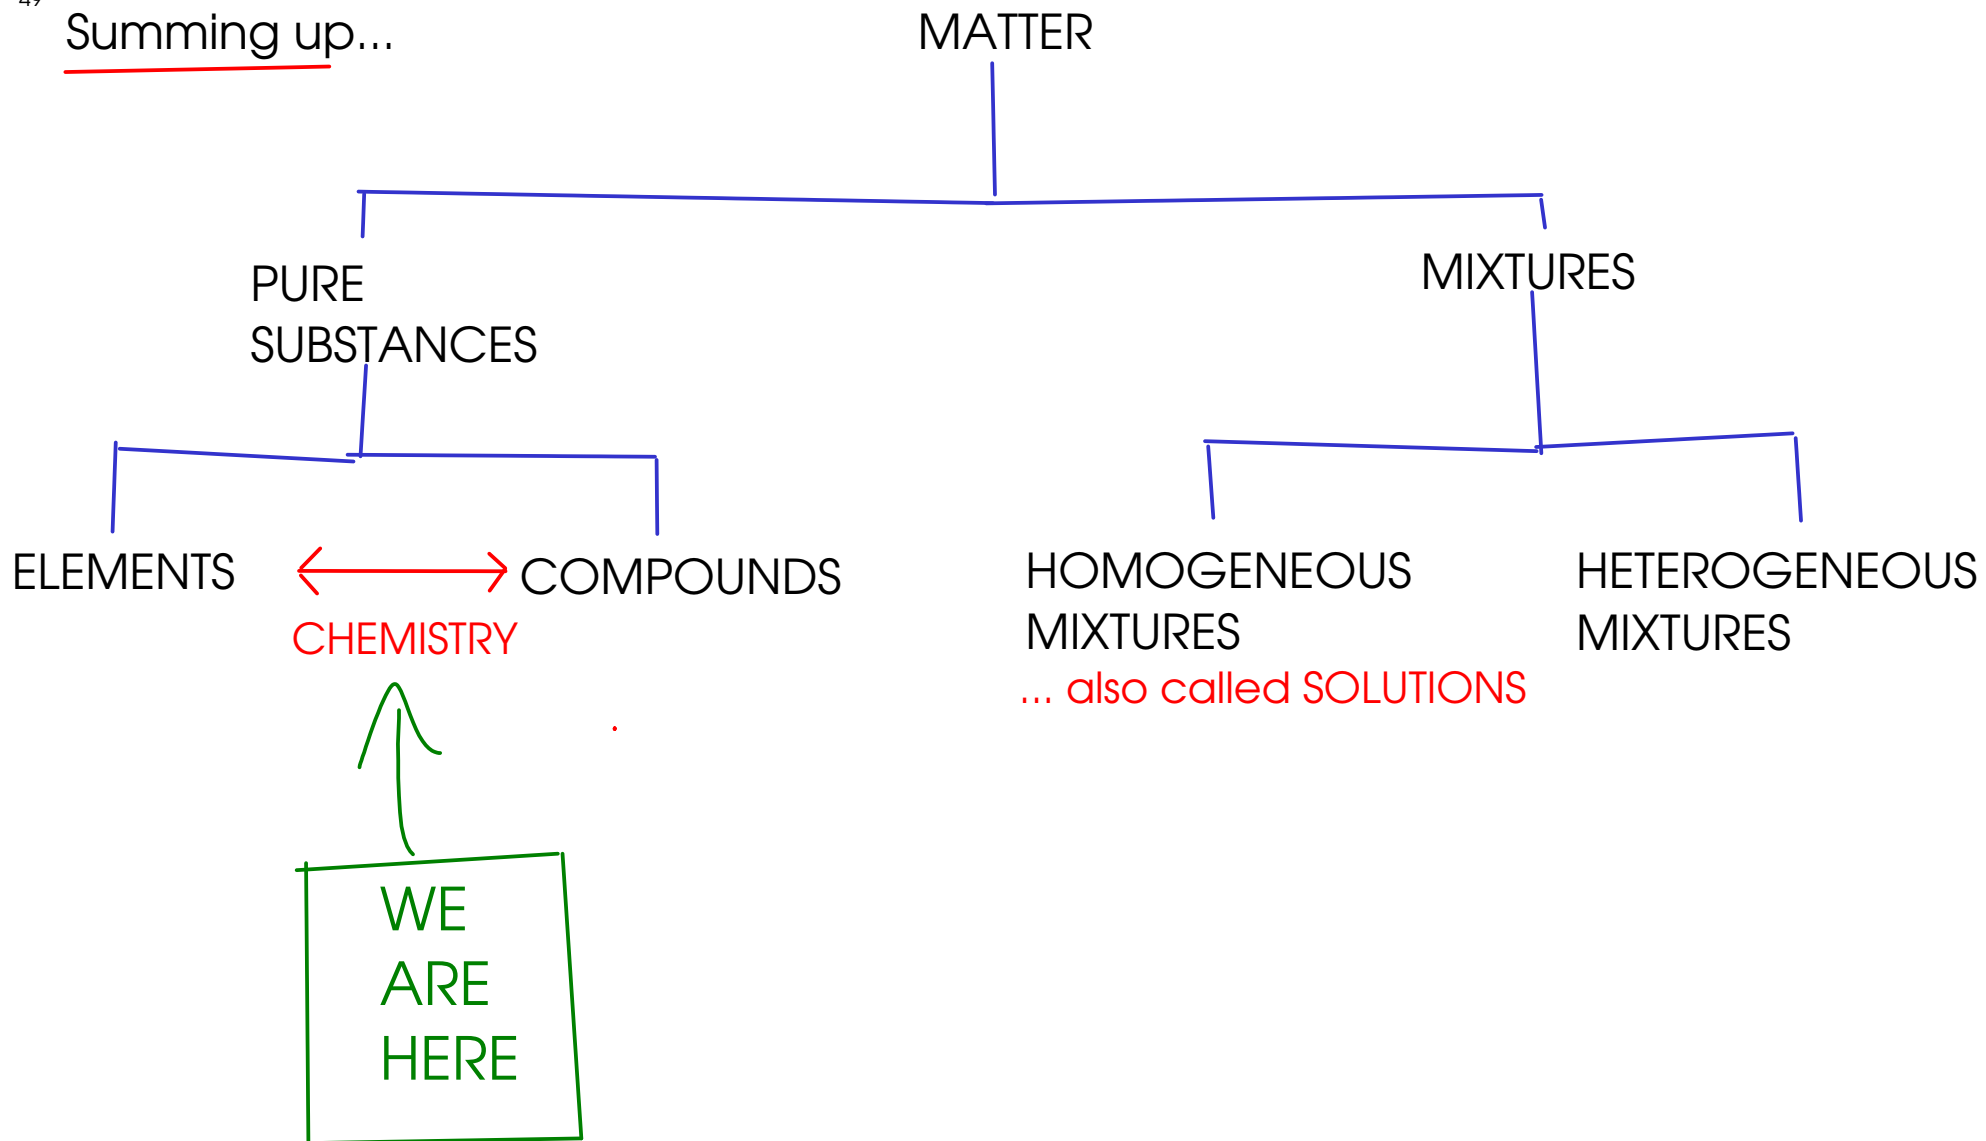 49
Summing up...
MATTER
PURE
SUBSTANCES
MIXTURES
ELEMENTS
COMPOUNDS
CHEMISTRY
HOMOGENEOUS
MIXTURES
... also called SOLUTIONS
HETEROGENEOUS
MIXTURES
WE
ARE
HERE